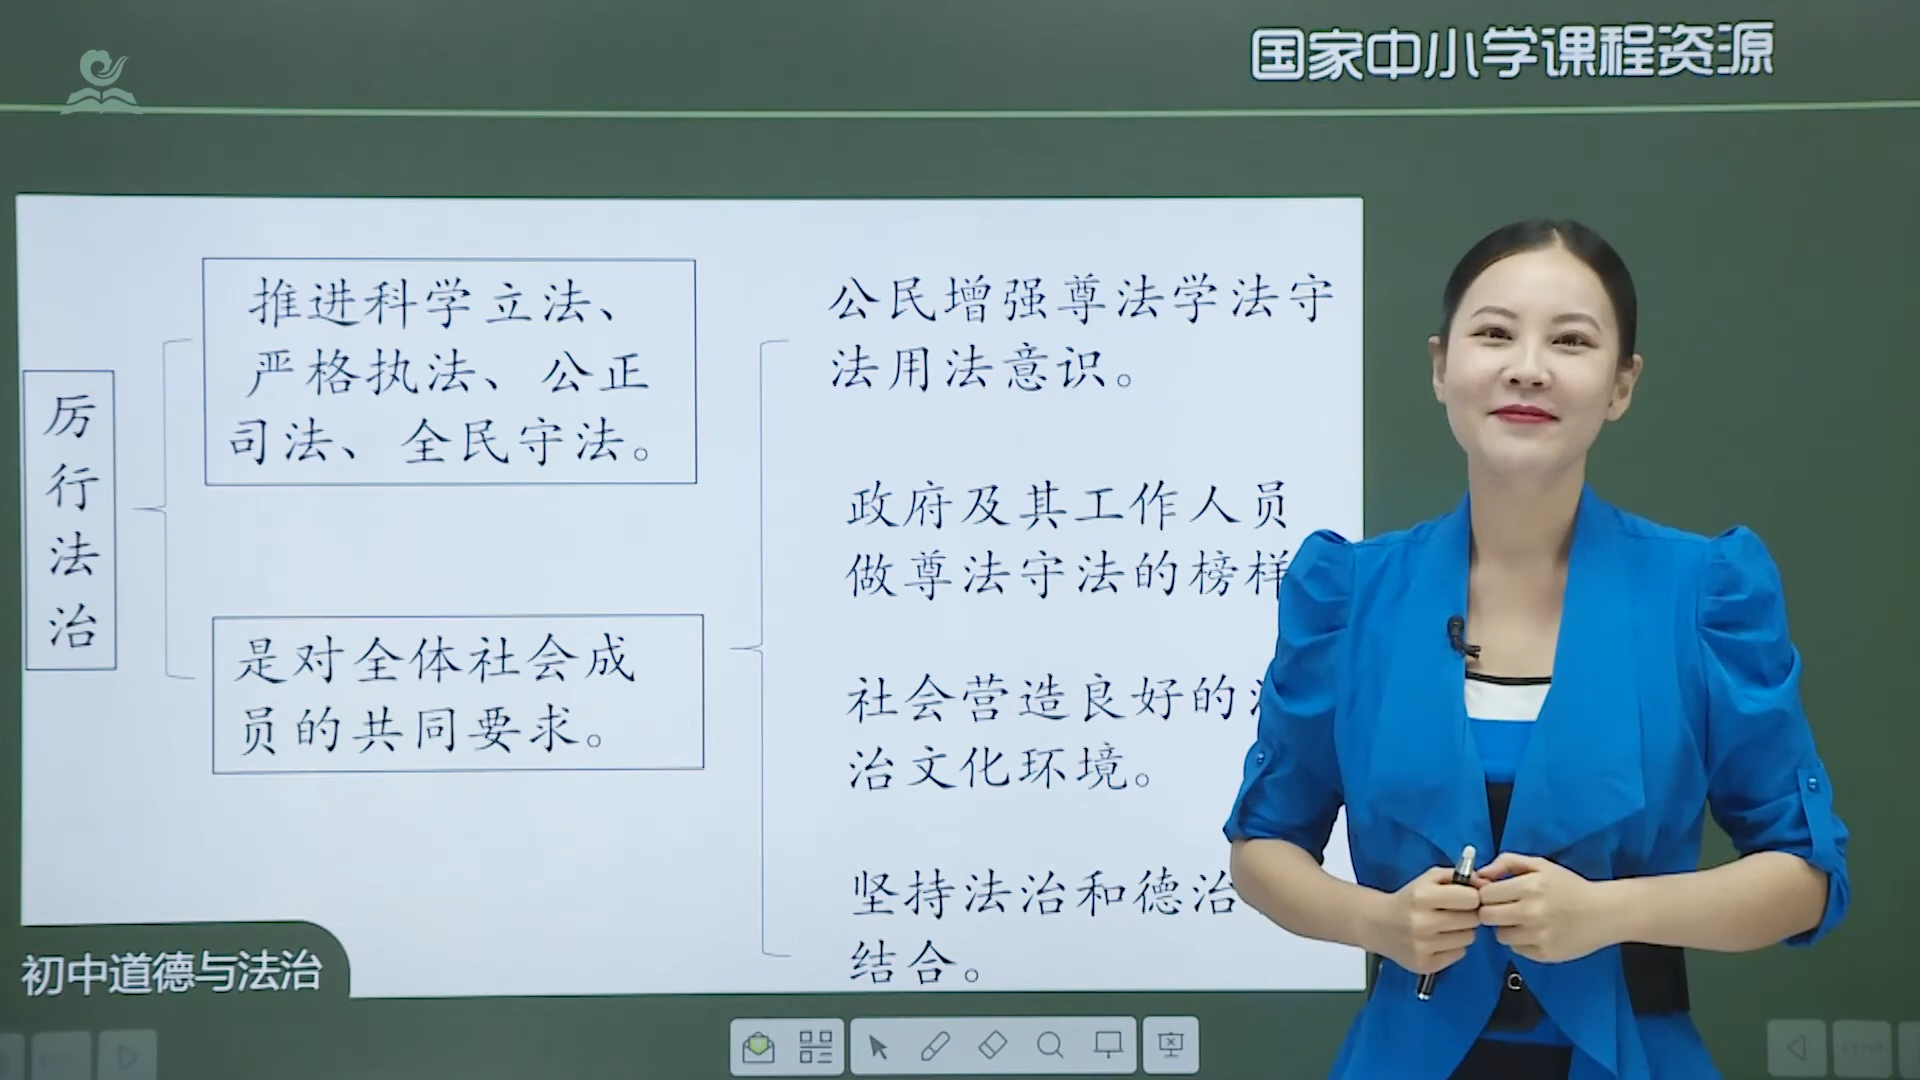 国家中小学课程资源
厉行法治
推进科学立法、
严格执法、公正
司法、全民守法。
是对全体社会成
员的共同要求。
公民增强尊法学法守
法用法意识。
政府及其工作人员
做尊法守法的榜样
社会营造良好的
治文化环境。
坚持法治和德治
结合。
初中道德与法治